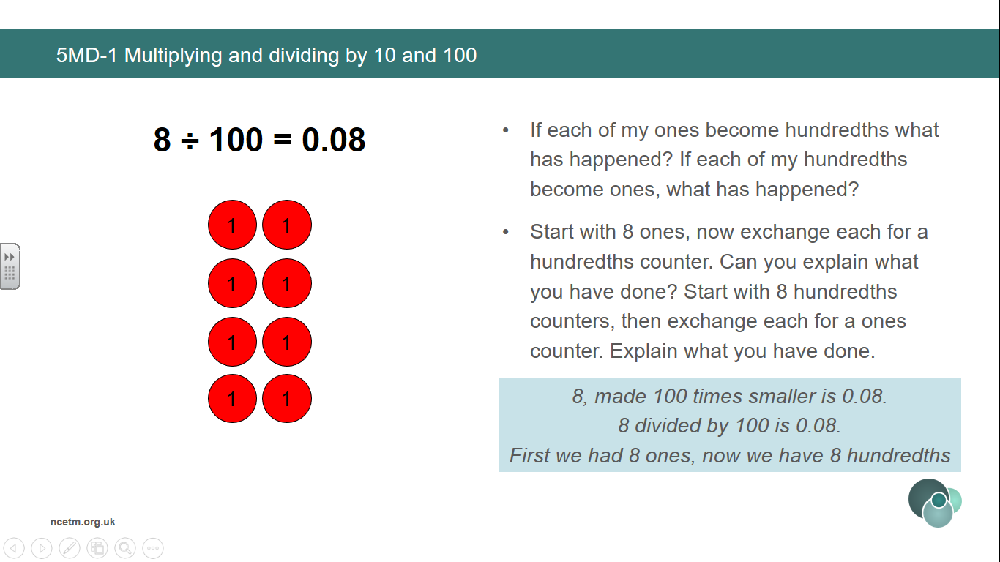 5MD-1 Multiplying and dividing by 10 and 100
8 ÷ 100 = 0.08
1 1
1 1
1 1
1 1
• If each of my ones become hundredths what
has happened? If each of my hundredths
become ones, what has happened?
• Start with 8 ones, now exchange each for a
hundredths counter. Can you explain what
you have done? Start with 8 hundredths
counters, then exchange each for a ones
counter. Explain what you have done.
8, made 100 times smaller is 0.08.
8 divided by 100 is 0.08.
First we had 8 ones, now we have 8 hundredths
ncetm.org.uk